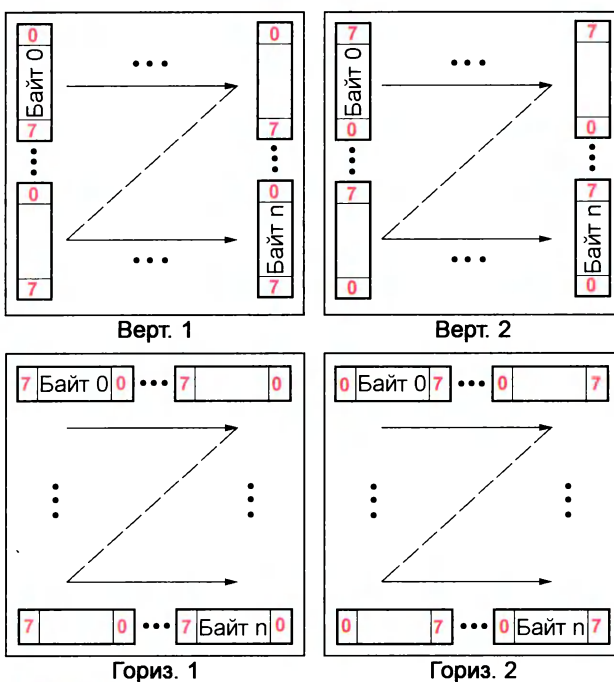 0 0 7 7
Байт 0 Байт 0
7 7 0 0
0 0 7 7
Байт n Байт n
7 7 0 0
Верт. 1 Верт. 2
7 Байт 0 0 7 0 0 Байт 0 7 0 7
7 0 7 Байт n 0 0 7 0 Байт n 7
Гориз. 1 Гориз. 2